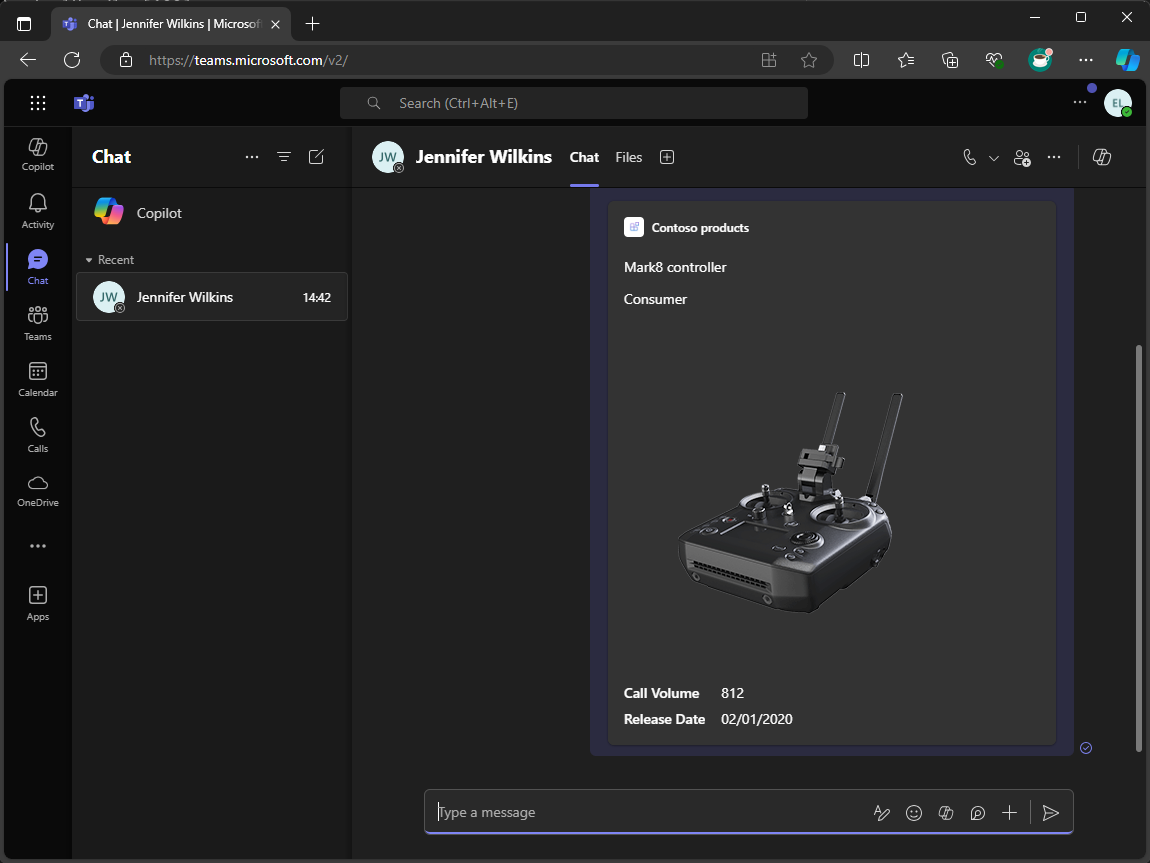 Chat | Jennifer Wilkins | Microsof
https://teams.microsoft.com/v2/
Search (Ctrl+Alt+E)
EL
Copilot
Activity
Chat
Teams
Calendar
Calls
OneDrive
Apps
Chat
Copilot
Recent
JW
Jennifer Wilkins
14:42
JW
Jennifer Wilkins
Chat
Files
Contoso products
Mark8 controller
Consumer
Call Volume 812
Release Date 02/01/2020
Type a message